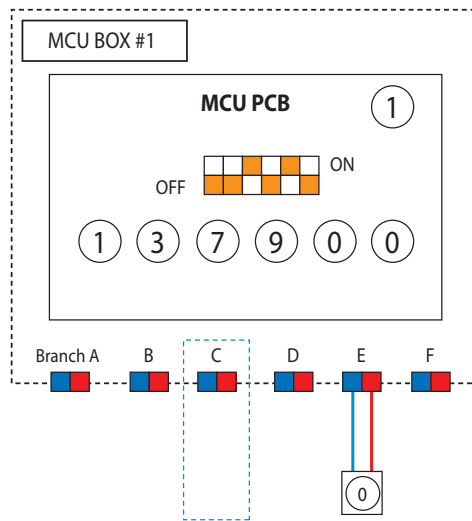 MCU BOX #1
MCU PCB 1
ON
OFF
1 3 7 9 0 0
Branch A B C D E F
0